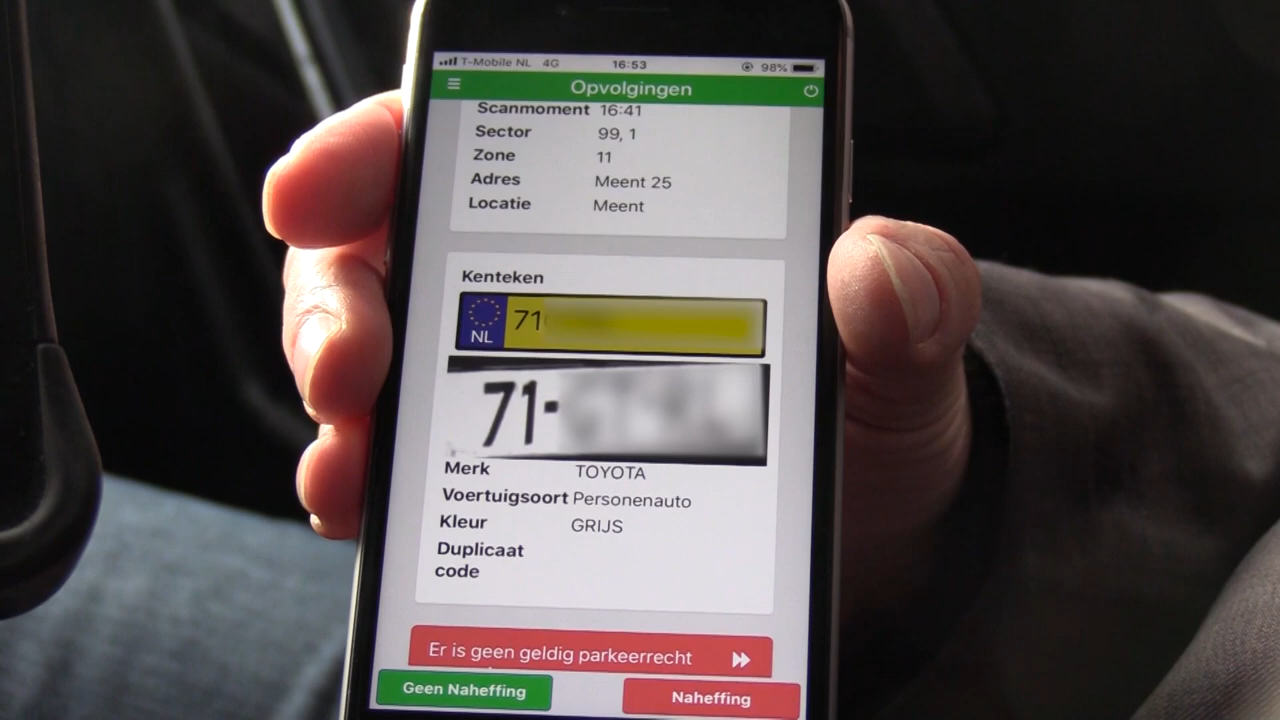 T-Mobile NL 4G 16:53 98%
Opvolgingen
Scanmoment 16:41
Sector 99, 1
Zone 11
Adres Meent 25
Locatie Meent
Kenteken
NL 71
71-
Merk TOYOTA
Voertuigsoort Personenauto
Kleur GRIJS
Duplicaat
code
Er is geen geldig parkeerrecht
Geen Naheffing Naheffing